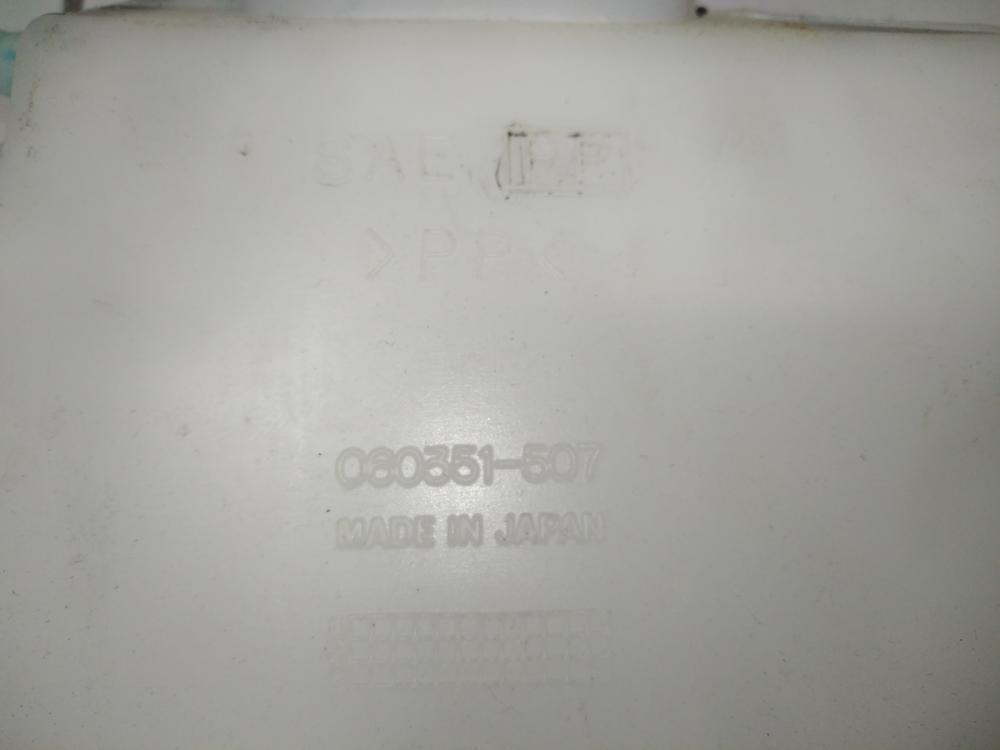 SAE PP
>PP<
060351-507
MADE IN JAPAN